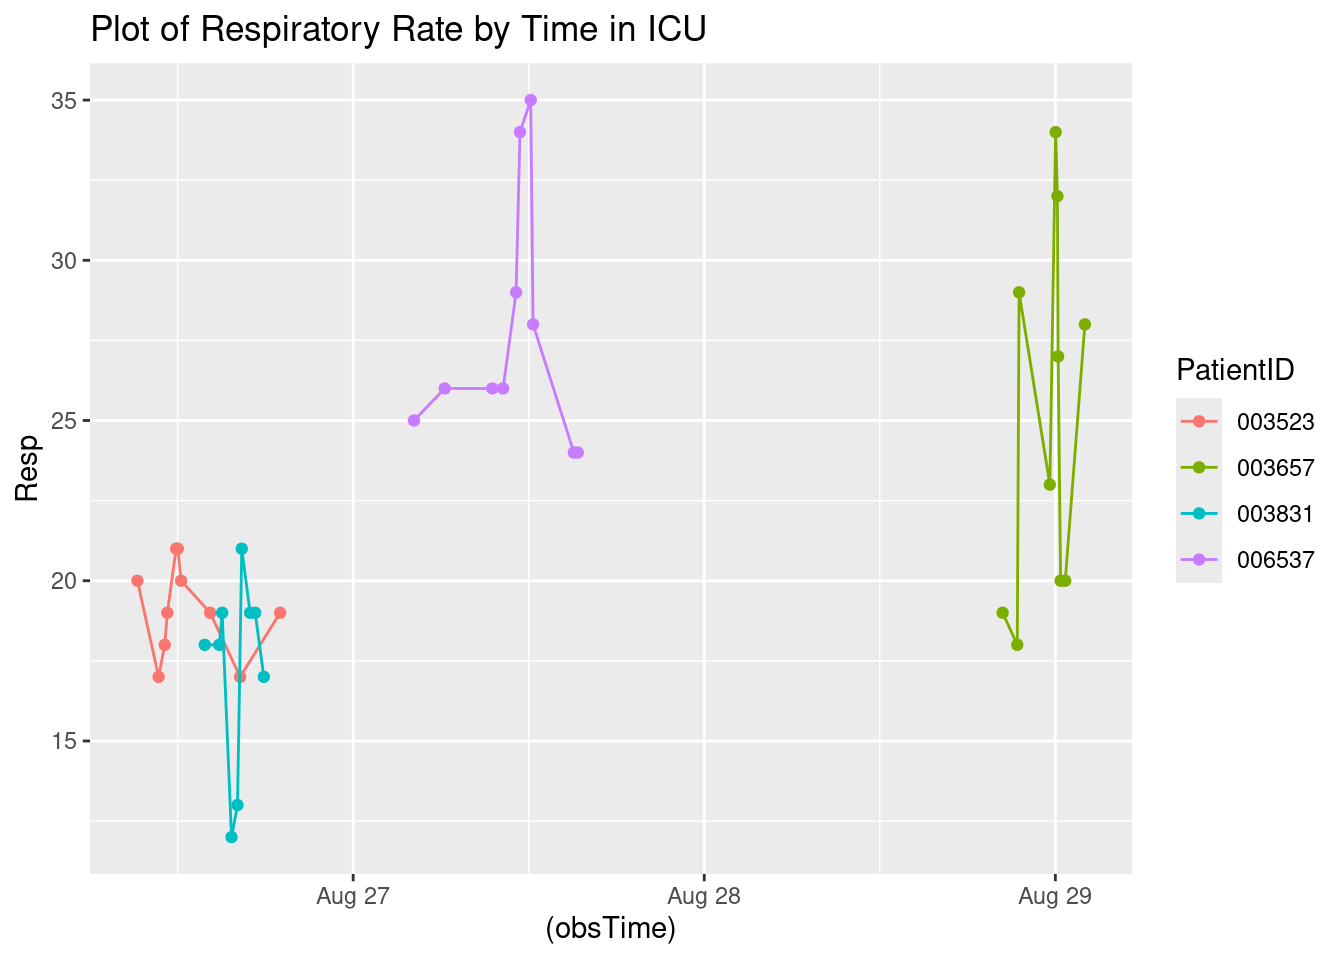 Plot of Respiratory Rate by Time in ICU
35
30
25
20
15
Resp
Aug 27
Aug 28
Aug 29
(obsTime)
PatientID
003523
003657
003831
006537